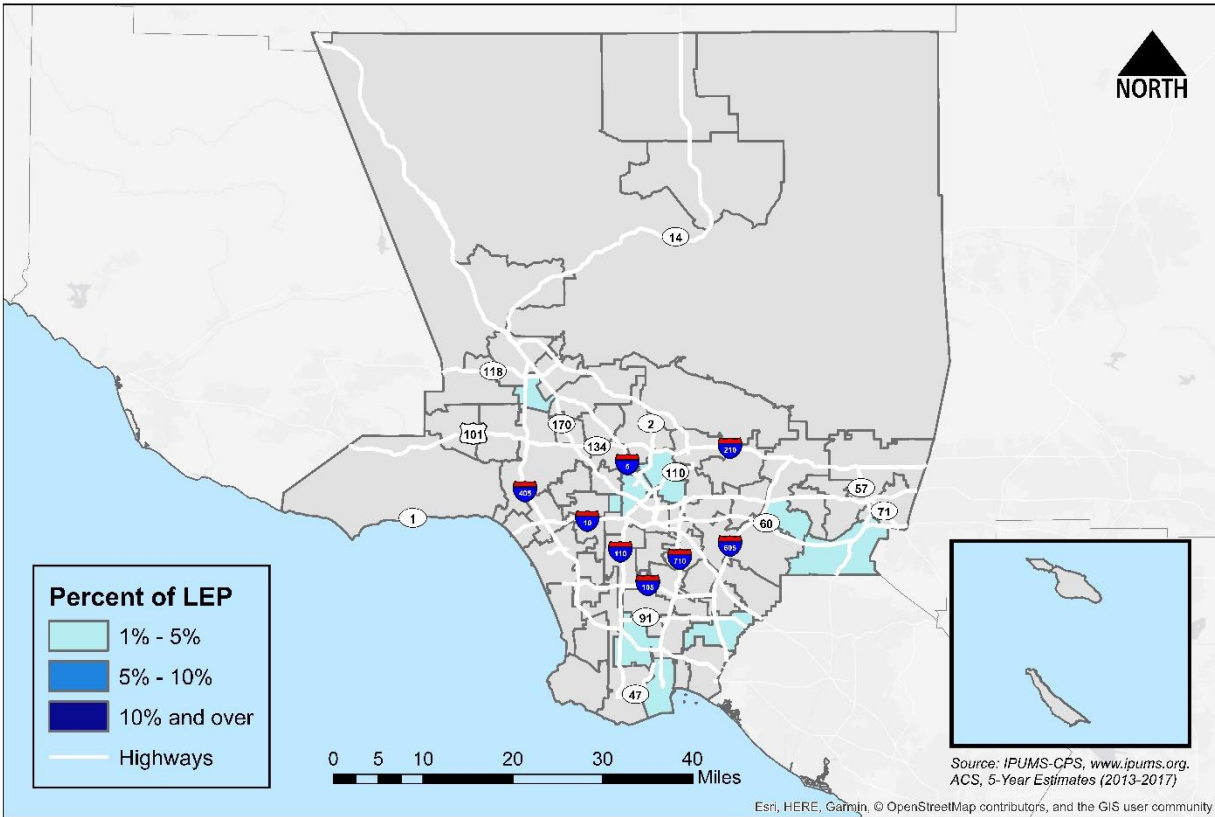 NORTH
14
118
170
2
101
134
210
5
110
57
405
71
1
10
60
110
710
605
105
91
47
Percent of LEP
1% - 5%
5% - 10%
10% and over
Highways
0 5 10 20 30 40
Miles
Source: IPUMS-CPS, www.ipums.org.
ACS, 5-Year Estimates (2013-2017)
Esri, HERE, Garmin, © OpenStreetMap contributors, and the GIS user community